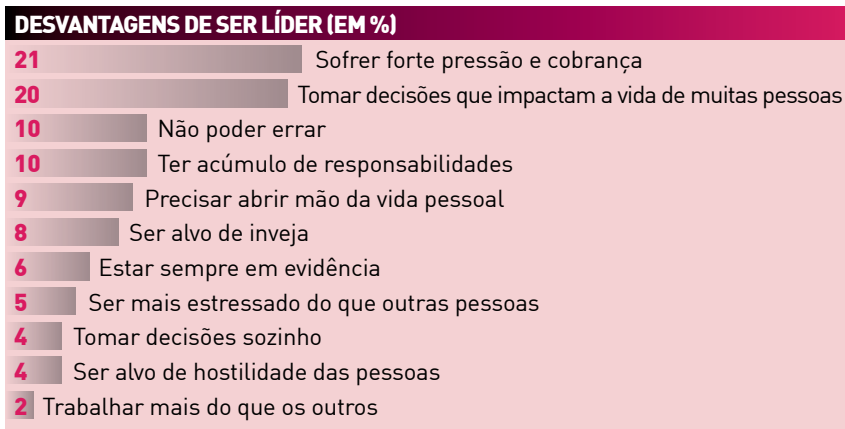 DESVANTAGENS DE SER LÍDER (EM %)
21 Sofrer forte pressão e cobrança
20 Tomar decisões que impactam a vida de muitas pessoas
10 Não poder errar
10 Ter acúmulo de responsabilidades
9 Precisar abrir mão da vida pessoal
8 Ser alvo de inveja
6 Estar sempre em evidência
5 Ser mais estressado do que outras pessoas
4 Tomar decisões sozinho
4 Ser alvo de hostilidade das pessoas
2 Trabalhar mais do que os outros